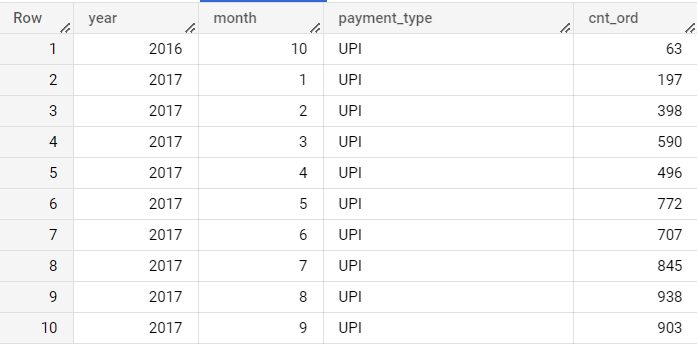 Row year month payment_type cnt_ord
1 2016 10 UPI 63
2 2017 1 UPI 197
3 2017 2 UPI 398
4 2017 3 UPI 590
5 2017 4 UPI 496
6 2017 5 UPI 772
7 2017 6 UPI 707
8 2017 7 UPI 845
9 2017 8 UPI 938
10 2017 9 UPI 903